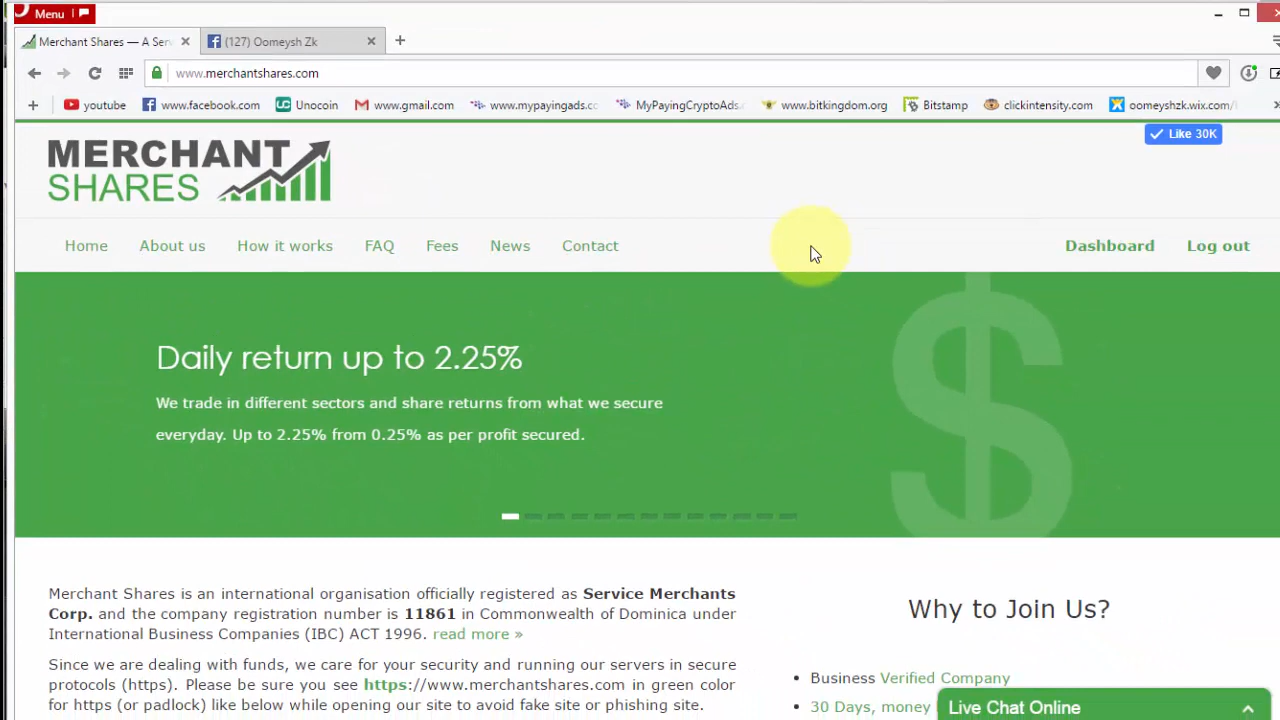 Menu
Merchant Shares — A Ser
(127) Oomeysh Zk
www.merchantshares.com
youtube
www.facebook.com
Unocoin
www.gmail.com
www.mypayingads.co
MyPayingCryptoAds.
www.bitkingdom.org
Bitstamp
clickintensity.com
oomeyshzk.wix.com/
Like 30K
MERCHANT
SHARES
Home About us How it works FAQ Fees News Contact Dashboard Log out
Daily return up to 2.25%
We trade in different sectors and share returns from what we secure
everyday. Up to 2.25% from 0.25% as per profit secured.
Merchant Shares is an international organisation officially registered as Service Merchants
Corp. and the company registration number is 11861 in Commonwealth of Dominica under
International Business Companies (IBC) ACT 1996. read more »
Since we are dealing with funds, we care for your security and running our servers in secure
protocols (https). Please be sure you see https://www.merchantshares.com in green color
for https (or padlock) like below while opening our site to avoid fake site or phishing site.
Why to Join Us?
Business Verified Company
30 Days, money
Live Chat Online